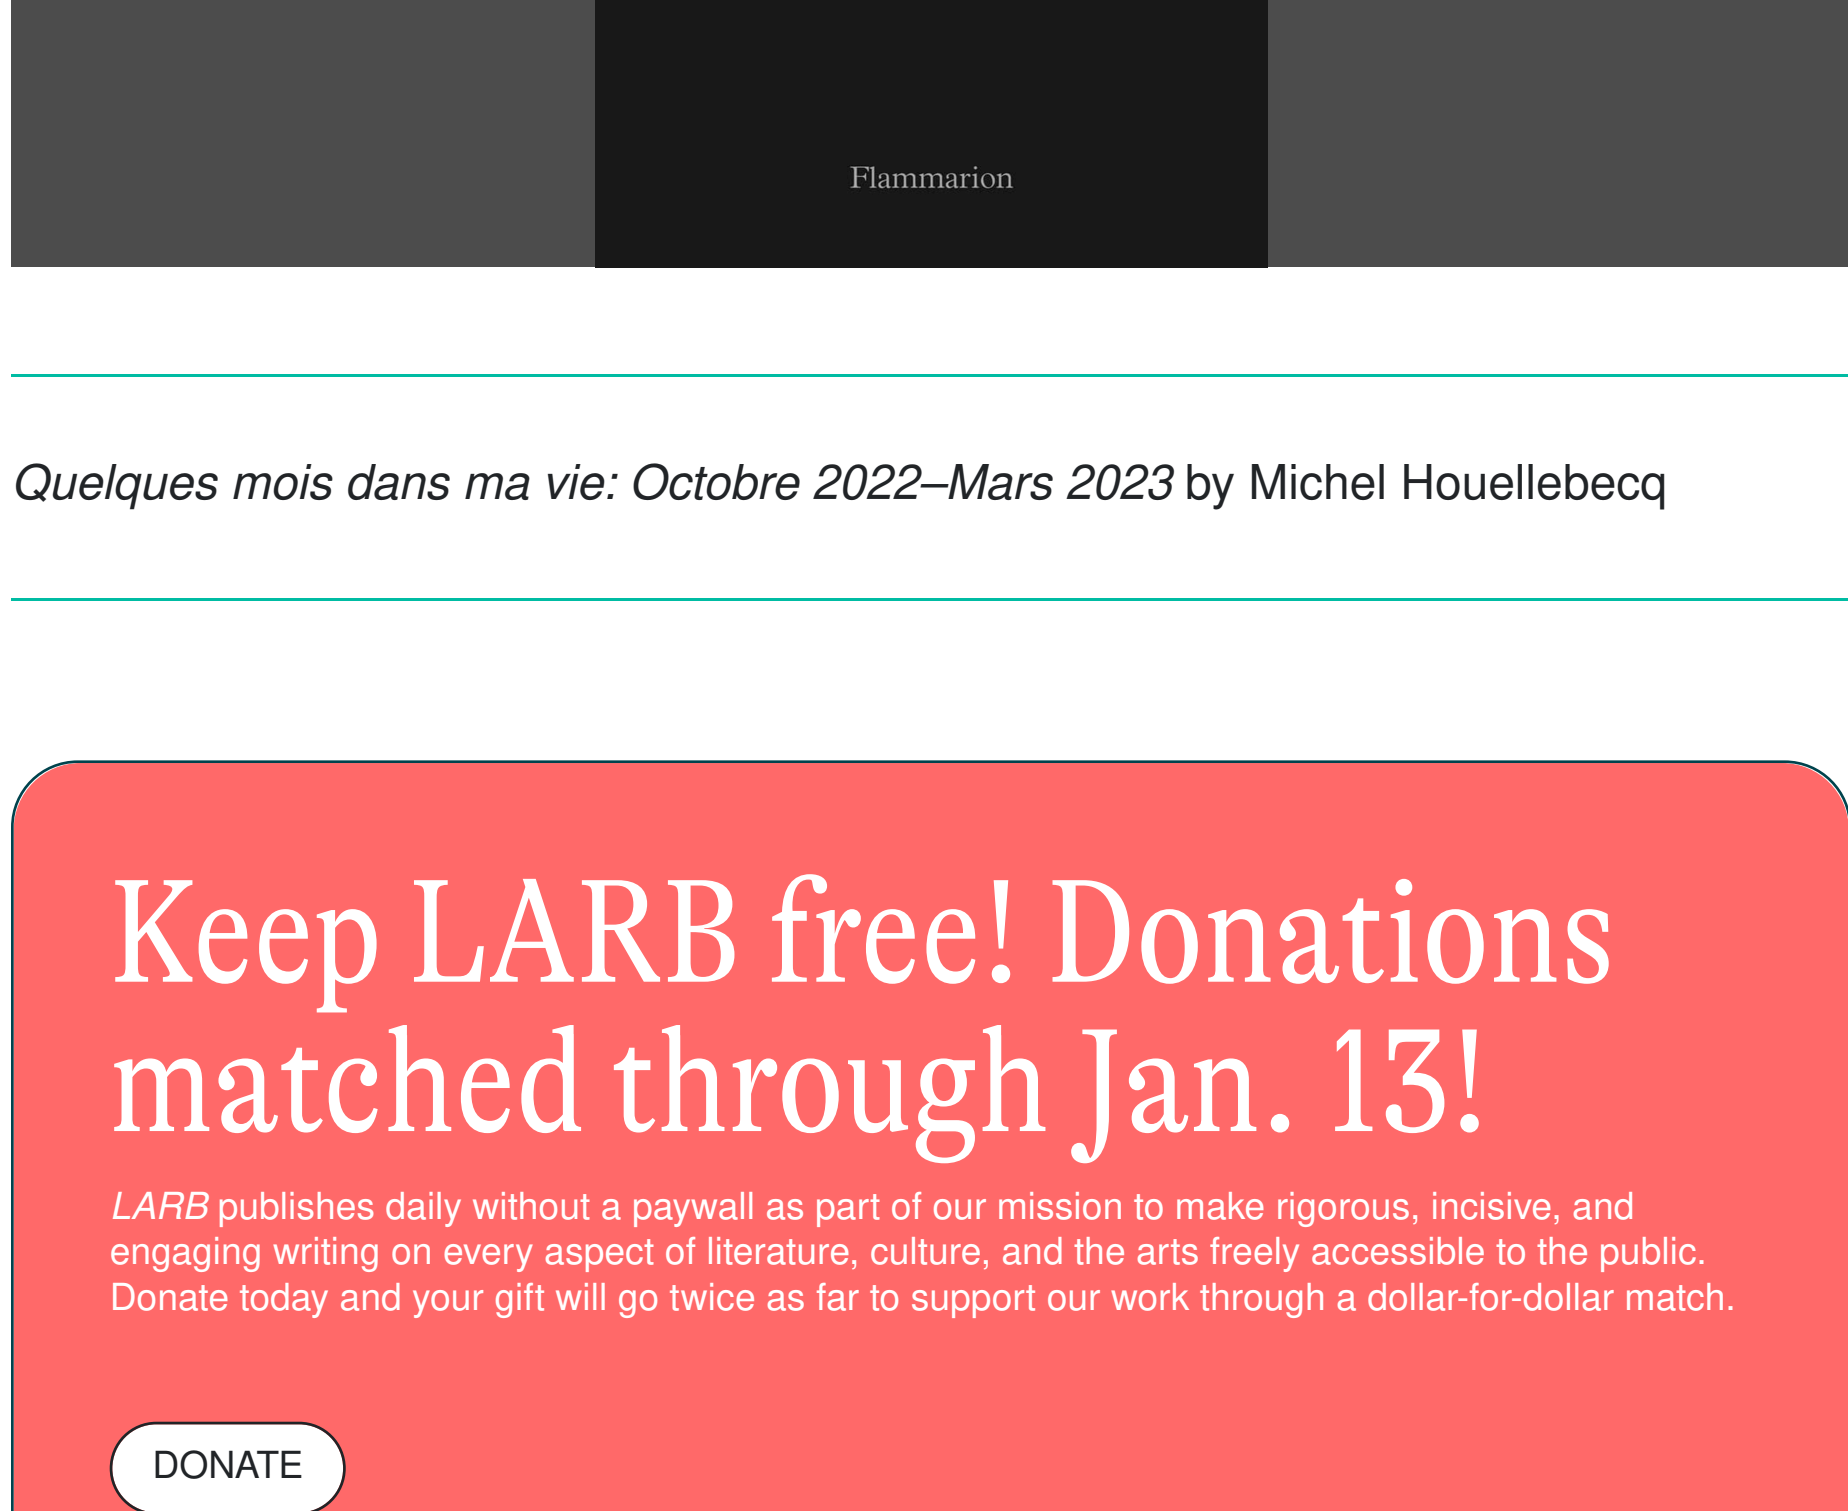 Flammarion
Quelques mois dans ma vie: Octobre 2022–Mars 2023 by Michel Houellebecq
Keep LARB free! Donations
matched through Jan. 13!
LARB publishes daily without a paywall as part of our mission to make rigorous, incisive, and
engaging writing on every aspect of literature, culture, and the arts freely accessible to the public.
Donate today and your gift will go twice as far to support our work through a dollar-for-dollar match.
DONATE